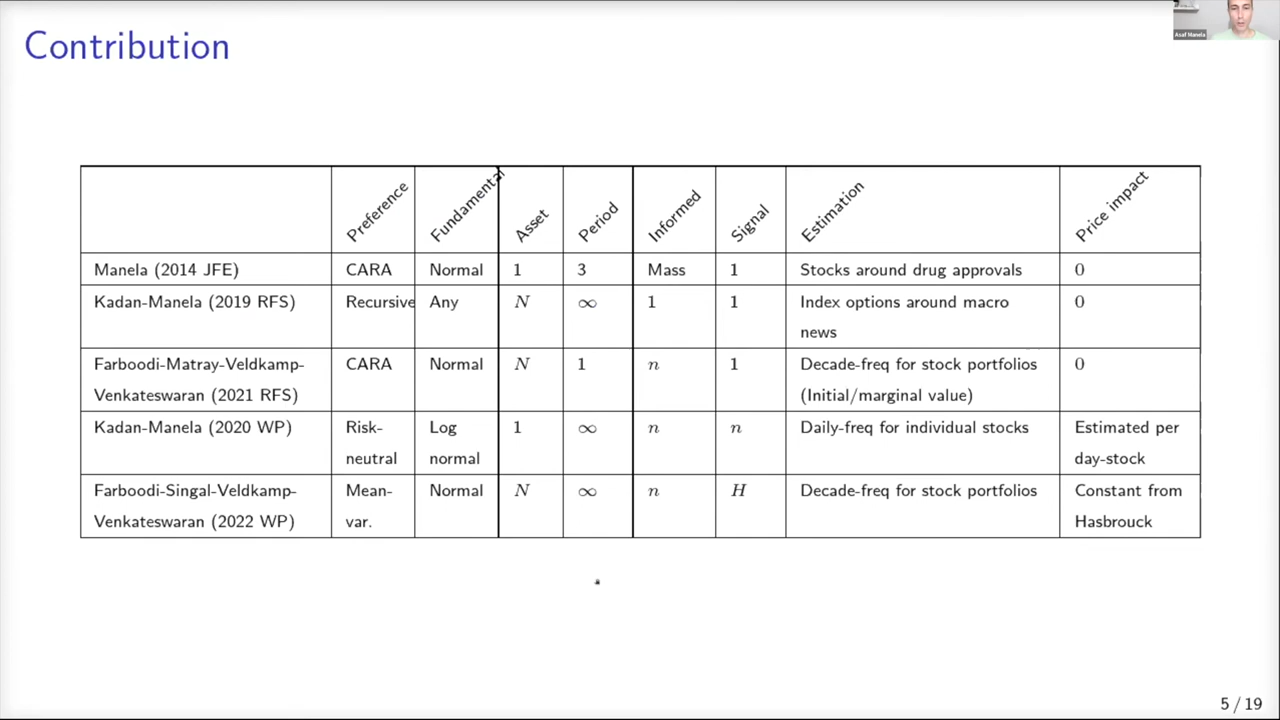 Contribution
Asaf Manela
Preference Fundamental Asset Period Informed Signal Estimation Price impact
Manela (2014 JFE) CARA Normal 1 3 Mass 1 Stocks around drug approvals 0
Kadan-Manela (2019 RFS) Recursive Any N ∞ 1 1 Index options around macro 0
news
Farboodi-Matray-Veldkamp- CARA Normal N 1 n 1 Decade-freq for stock portfolios 0
Venkateswaran (2021 RFS) (Initial/marginal value)
Kadan-Manela (2020 WP) Risk- Log 1 ∞ n n Daily-freq for individual stocks Estimated per
neutral normal day-stock
Farboodi-Singal-Veldkamp- Mean- Normal N ∞ n H Decade-freq for stock portfolios Constant from
Venkateswaran (2022 WP) var. Hasbrouck
5 / 19